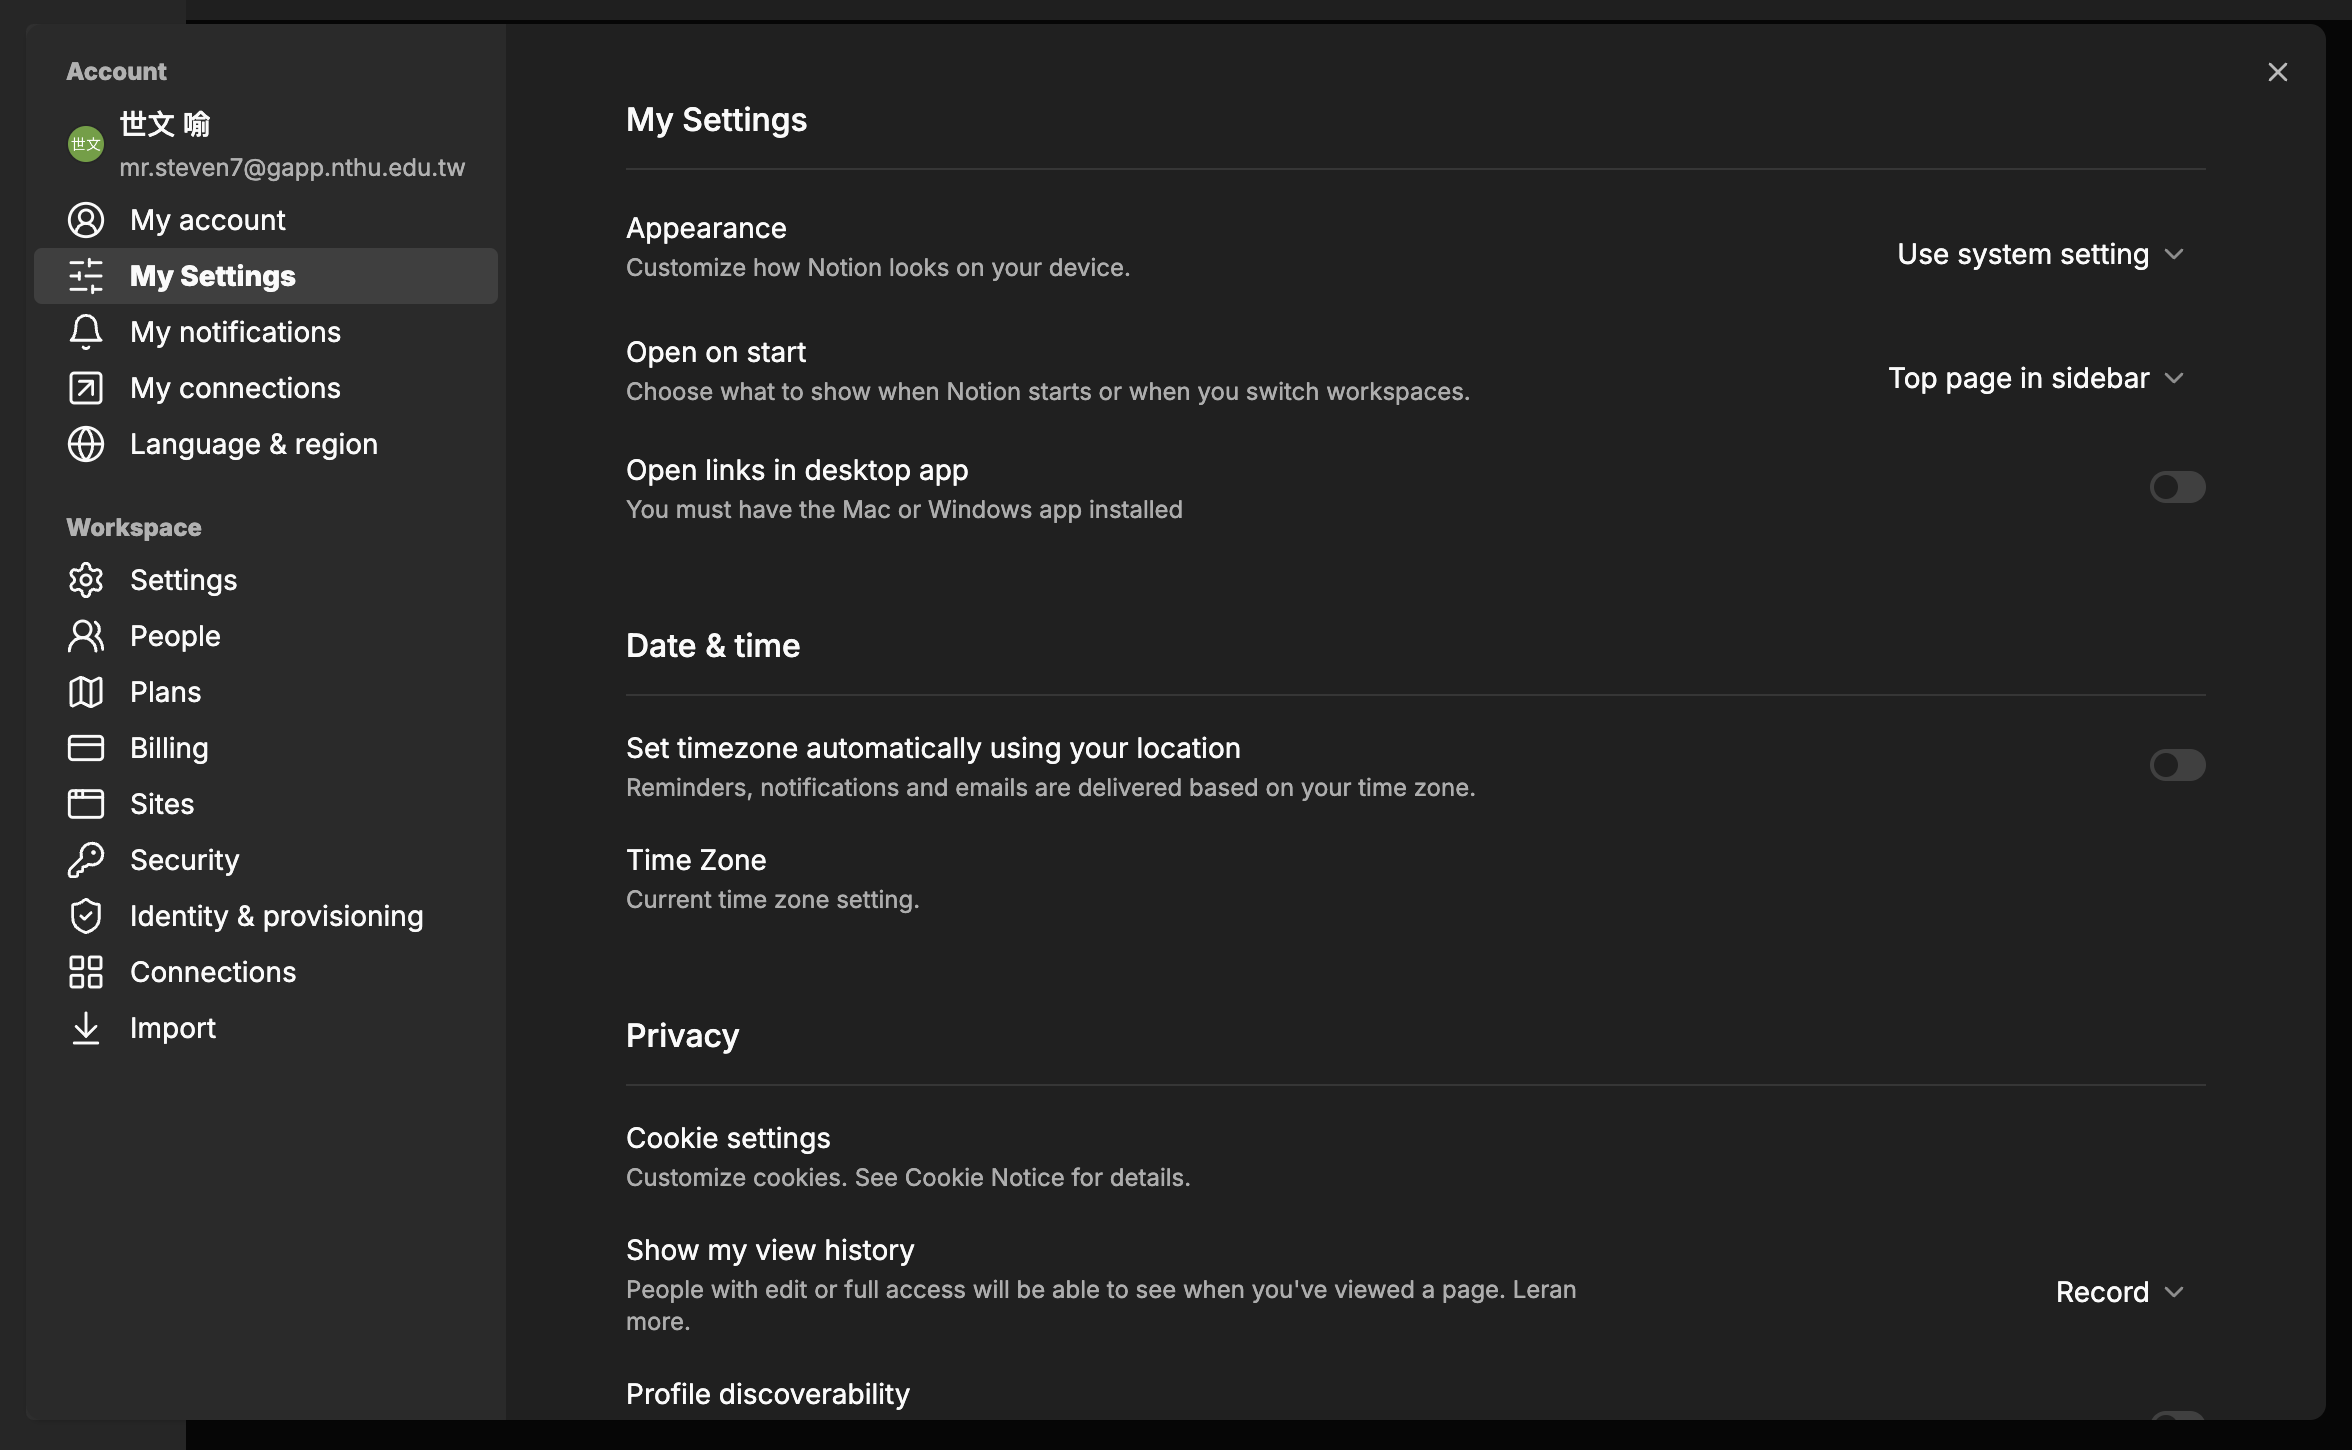 Account
世文 喻
世文
mr.steven7@gapp.nthu.edu.tw
My account
My Settings
My notifications
My connections
Language & region
Workspace
Settings
People
Plans
Billing
Sites
Security
Identity & provisioning
Connections
Import
My Settings
Appearance
Customize how Notion looks on your device.
Use system setting
Open on start
Choose what to show when Notion starts or when you switch workspaces.
Top page in sidebar
Open links in desktop app
You must have the Mac or Windows app installed
Date & time
Set timezone automatically using your location
Reminders, notifications and emails are delivered based on your time zone.
Time Zone
Current time zone setting.
Privacy
Cookie settings
Customize cookies. See Cookie Notice for details.
Show my view history
People with edit or full access will be able to see when you've viewed a page. Leran
more.
Record
Profile discoverability